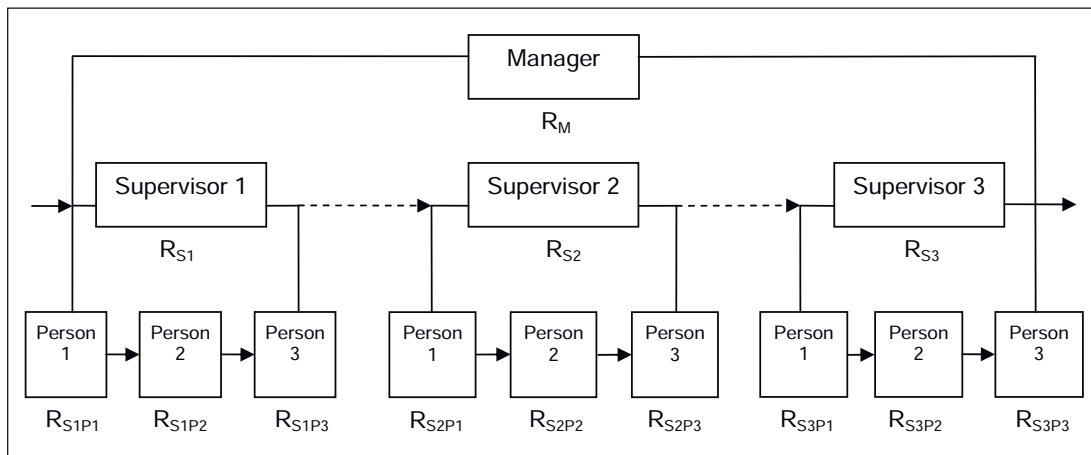 Manager
R_M
Supervisor 1
Supervisor 2
Supervisor 3
R_S1
R_S2
R_S3
Person
1
Person
2
Person
3
Person
1
Person
2
Person
3
Person
1
Person
2
Person
3
R_S1P1
R_S1P2
R_S1P3
R_S2P1
R_S2P2
R_S2P3
R_S3P1
R_S3P2
R_S3P3